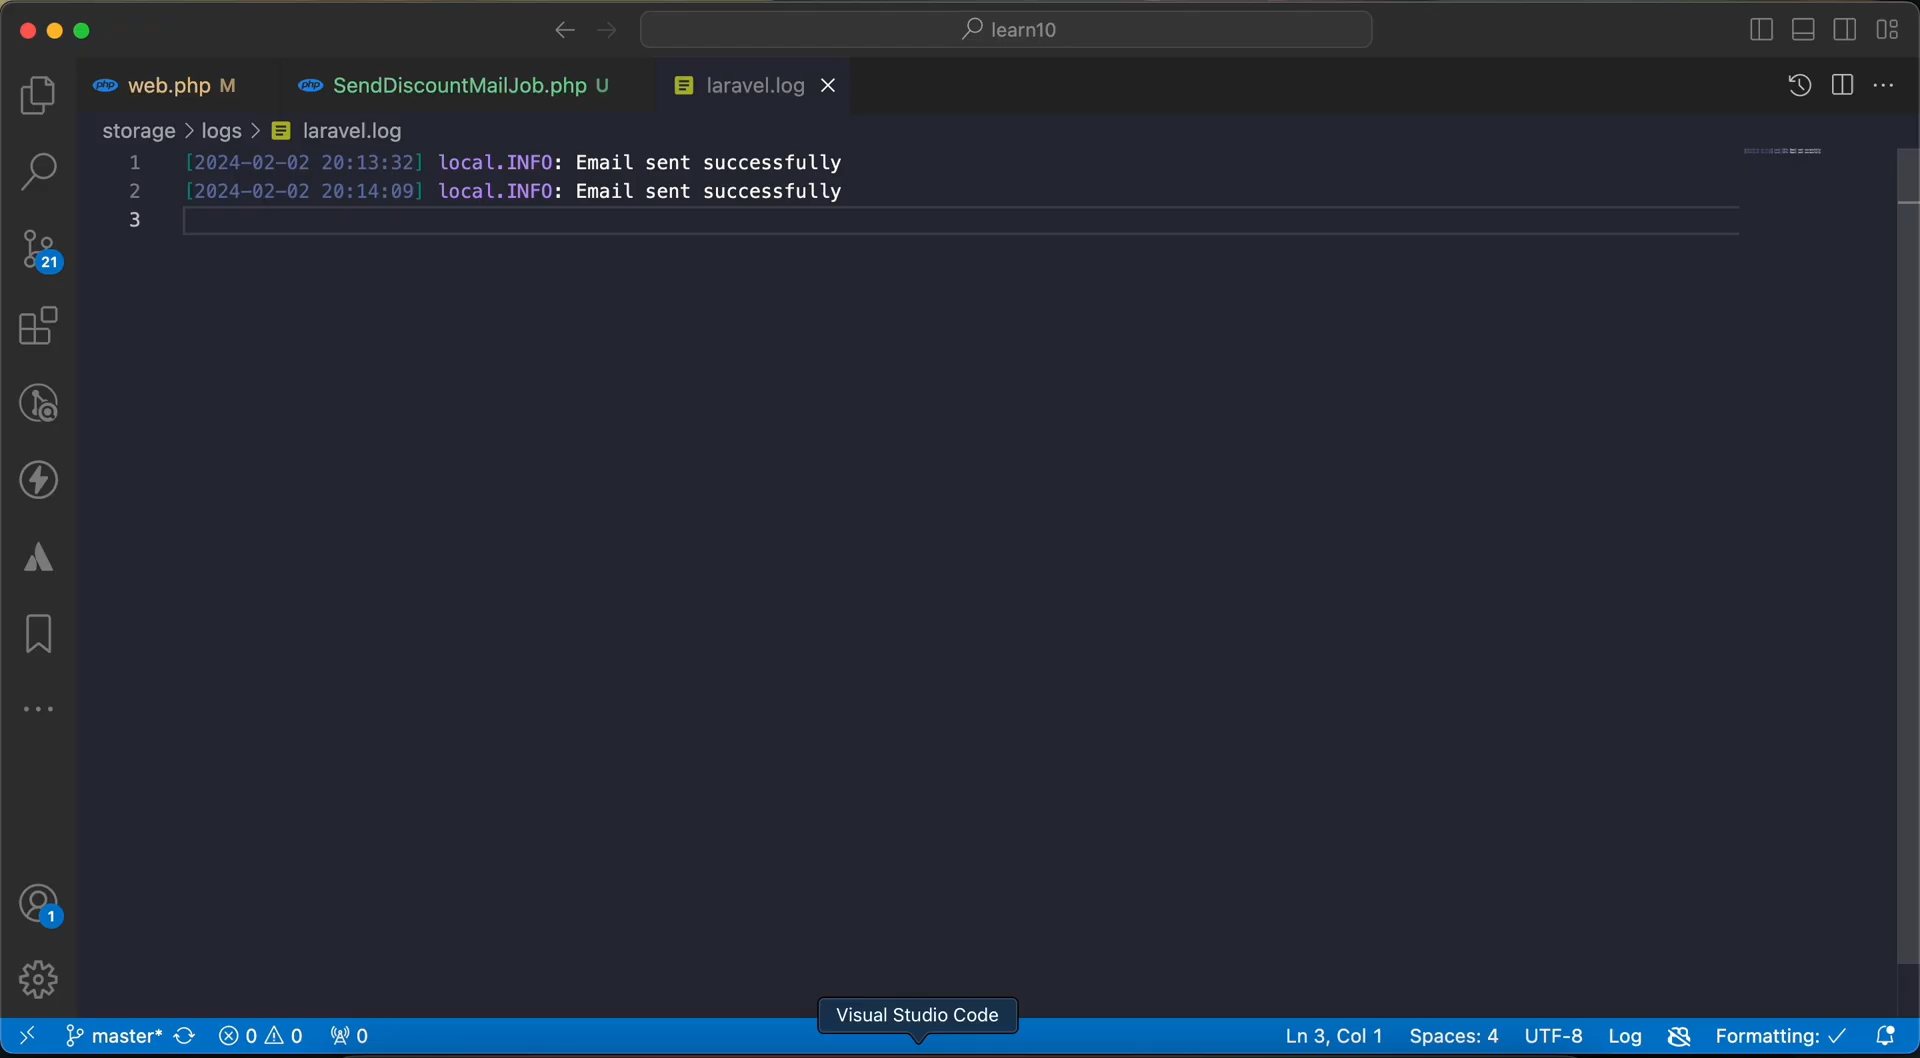 learn10
web.php M
SendDiscountMailJob.php U
laravel.log
storage > logs > laravel.log
1 [2024-02-02 20:13:32] local.INFO: Email sent successfully
2 [2024-02-02 20:14:09] local.INFO: Email sent successfully
3
21
1
Visual Studio Code
master* 0 0 0 Ln 3, Col 1 Spaces: 4 UTF-8 Log Formatting: ✓